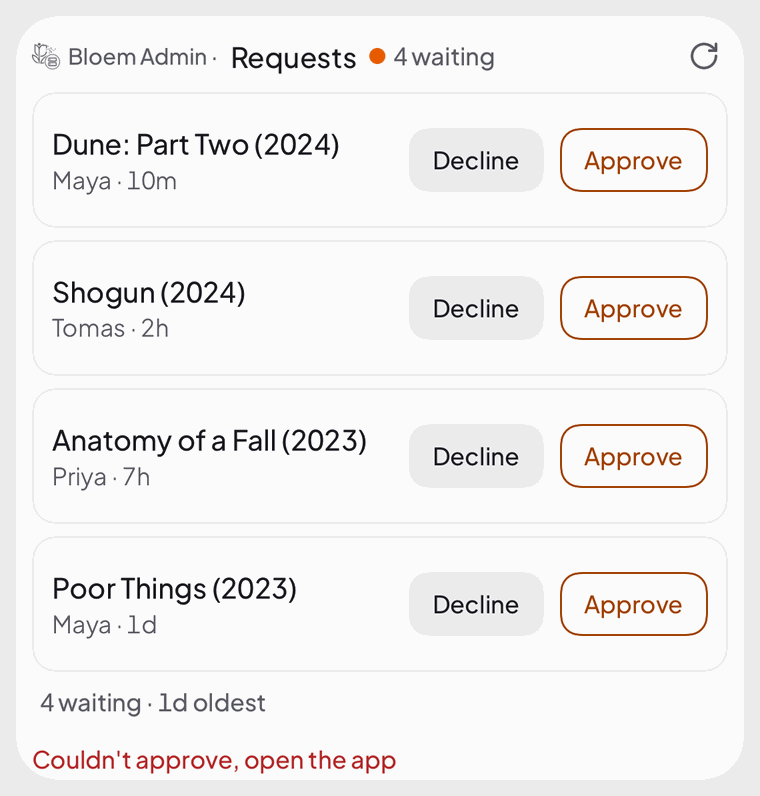 Bloem Admin · Requests 4 waiting
Dune: Part Two (2024)
Maya · 10m
Decline
Approve
Shogun (2024)
Tomas · 2h
Decline
Approve
Anatomy of a Fall (2023)
Priya · 7h
Decline
Approve
Poor Things (2023)
Maya · 1d
Decline
Approve
4 waiting · 1d oldest
Couldn't approve, open the app